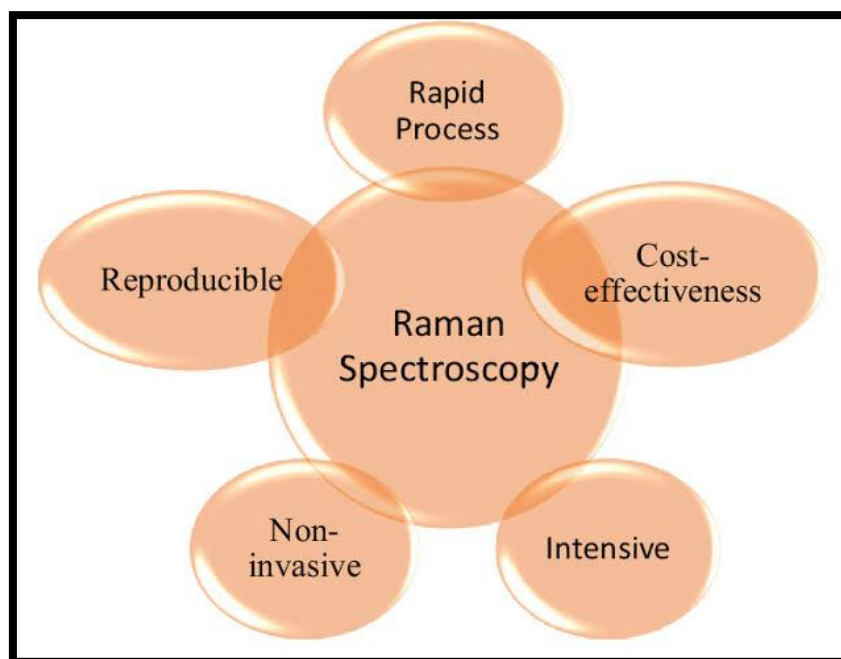 Rapid
Process
Reproducible
Cost-
effectiveness
Raman
Spectroscopy
Non-
invasive
Intensive